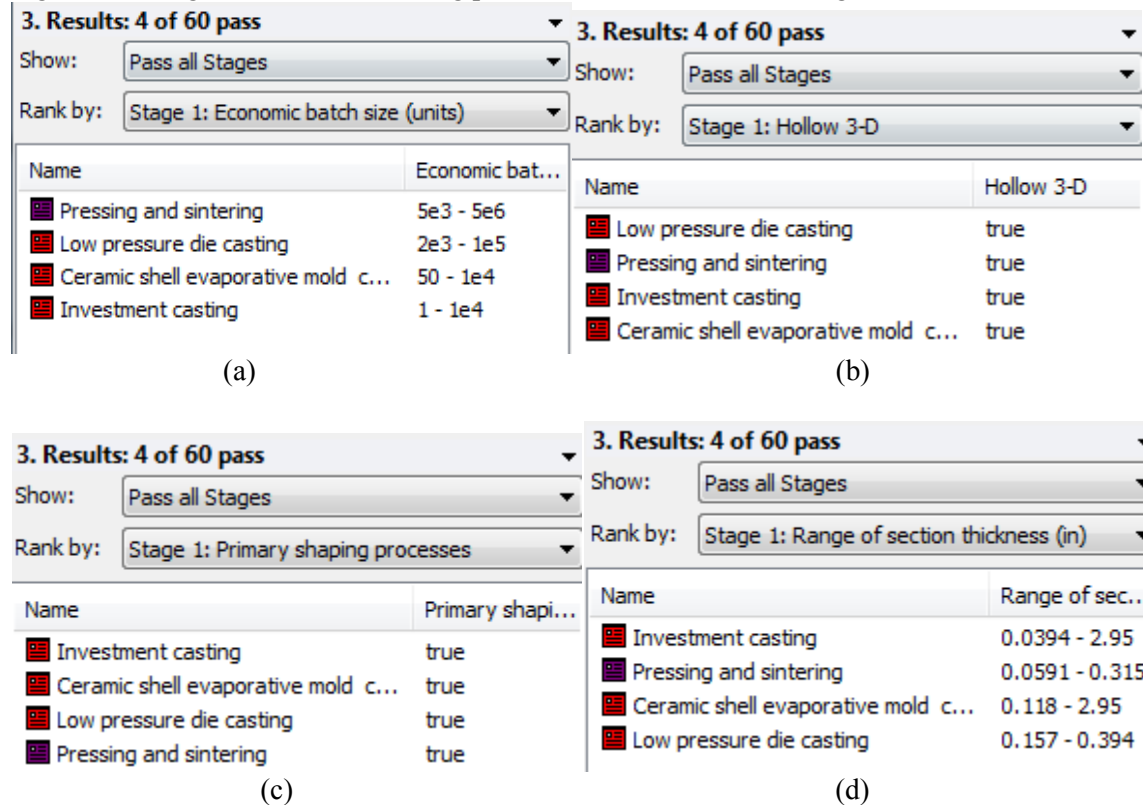 3. Results: 4 of 60 pass
Show: Pass all Stages
Rank by: Stage 1: Economic batch size (units)
Name Economic bat...
Pressing and sintering 5e3 - 5e6
Low pressure die casting 2e3 - 1e5
Ceramic shell evaporative mold c... 50 - 1e4
Investment casting 1 - 1e4
(a)
3. Results: 4 of 60 pass
Show: Pass all Stages
Rank by: Stage 1: Hollow 3-D
Name Hollow 3-D
Low pressure die casting true
Pressing and sintering true
Investment casting true
Ceramic shell evaporative mold c... true
(b)
3. Results: 4 of 60 pass
Show: Pass all Stages
Rank by: Stage 1: Primary shaping processes
Name Primary shapi...
Investment casting true
Ceramic shell evaporative mold c... true
Low pressure die casting true
Pressing and sintering true
(c)
3. Results: 4 of 60 pass
Show: Pass all Stages
Rank by: Stage 1: Range of section thickness (in)
Name Range of sec...
Investment casting 0.0394 - 2.95
Pressing and sintering 0.0591 - 0.315
Ceramic shell evaporative mold c... 0.118 - 2.95
Low pressure die casting 0.157 - 0.394
(d)